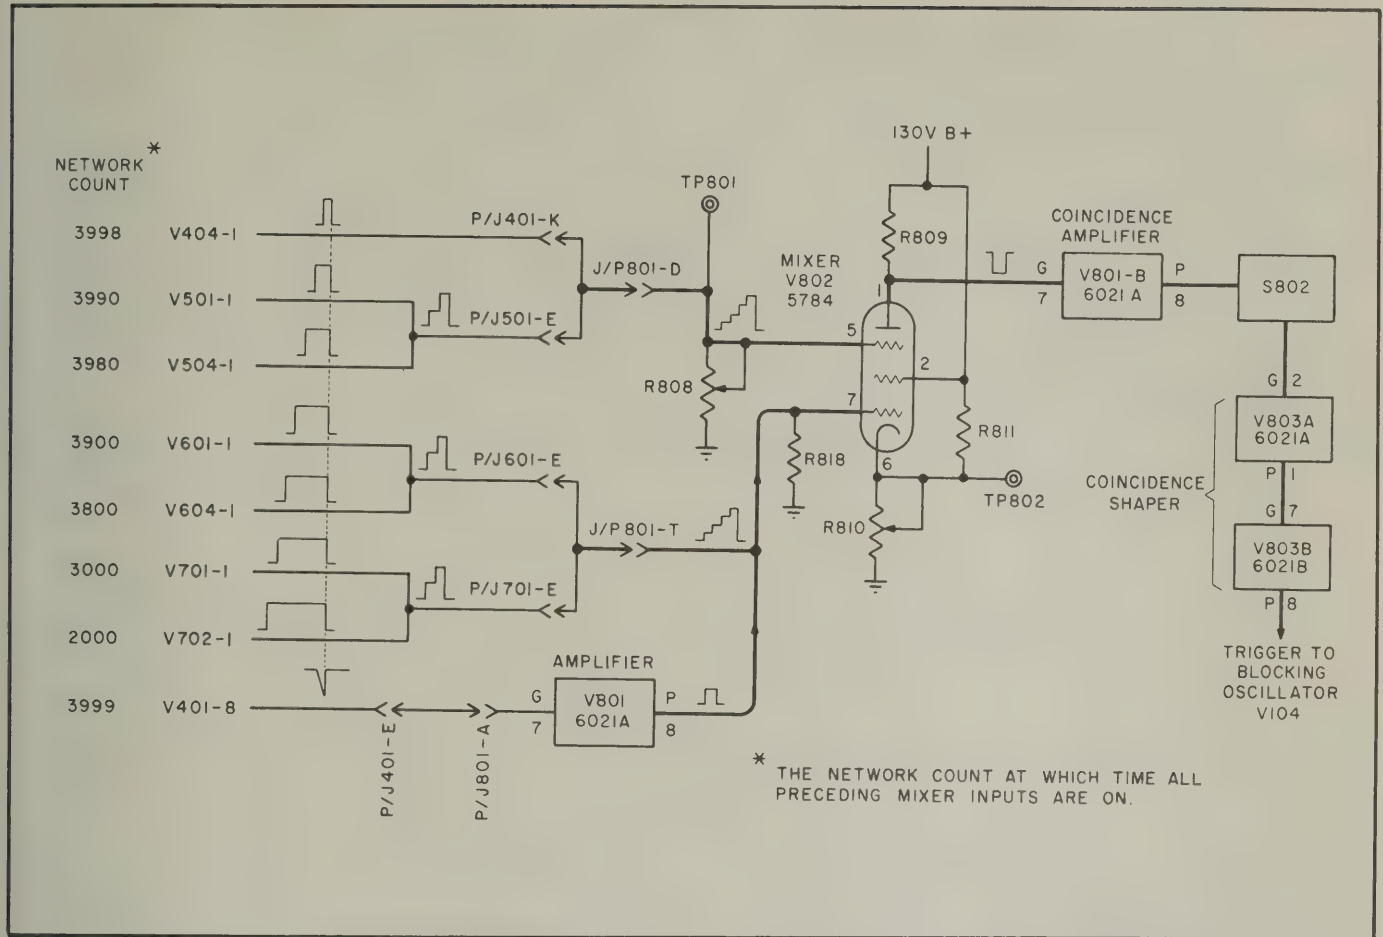 NETWORK *
COUNT
3998 V404-1 P/J401-K
3990 V501-1 P/J501-E
3980 V504-1
J/P801-D
TP801
R808
3900 V601-1 P/J601-E
3800 V604-1
J/P801-T
3000 V701-1 P/J701-E
2000 V702-1
3999 V401-8
P/J401-E
P/J801-A
AMPLIFIER
G
7
V801
6021A
P
8
130V B+
R809
MIXER
V802
5784
1
5
2
7
6
R818
R811
R810
TP802
COINCIDENCE
AMPLIFIER
G
7
V801-B
6021A
P
8
S802
G 2
V803A
6021A
P 1
COINCIDENCE
SHAPER
G 7
V803B
6021B
P 8
TRIGGER TO
BLOCKING
OSCILLATOR
V104
* THE NETWORK COUNT AT WHICH TIME ALL
PRECEDING MIXER INPUTS ARE ON.